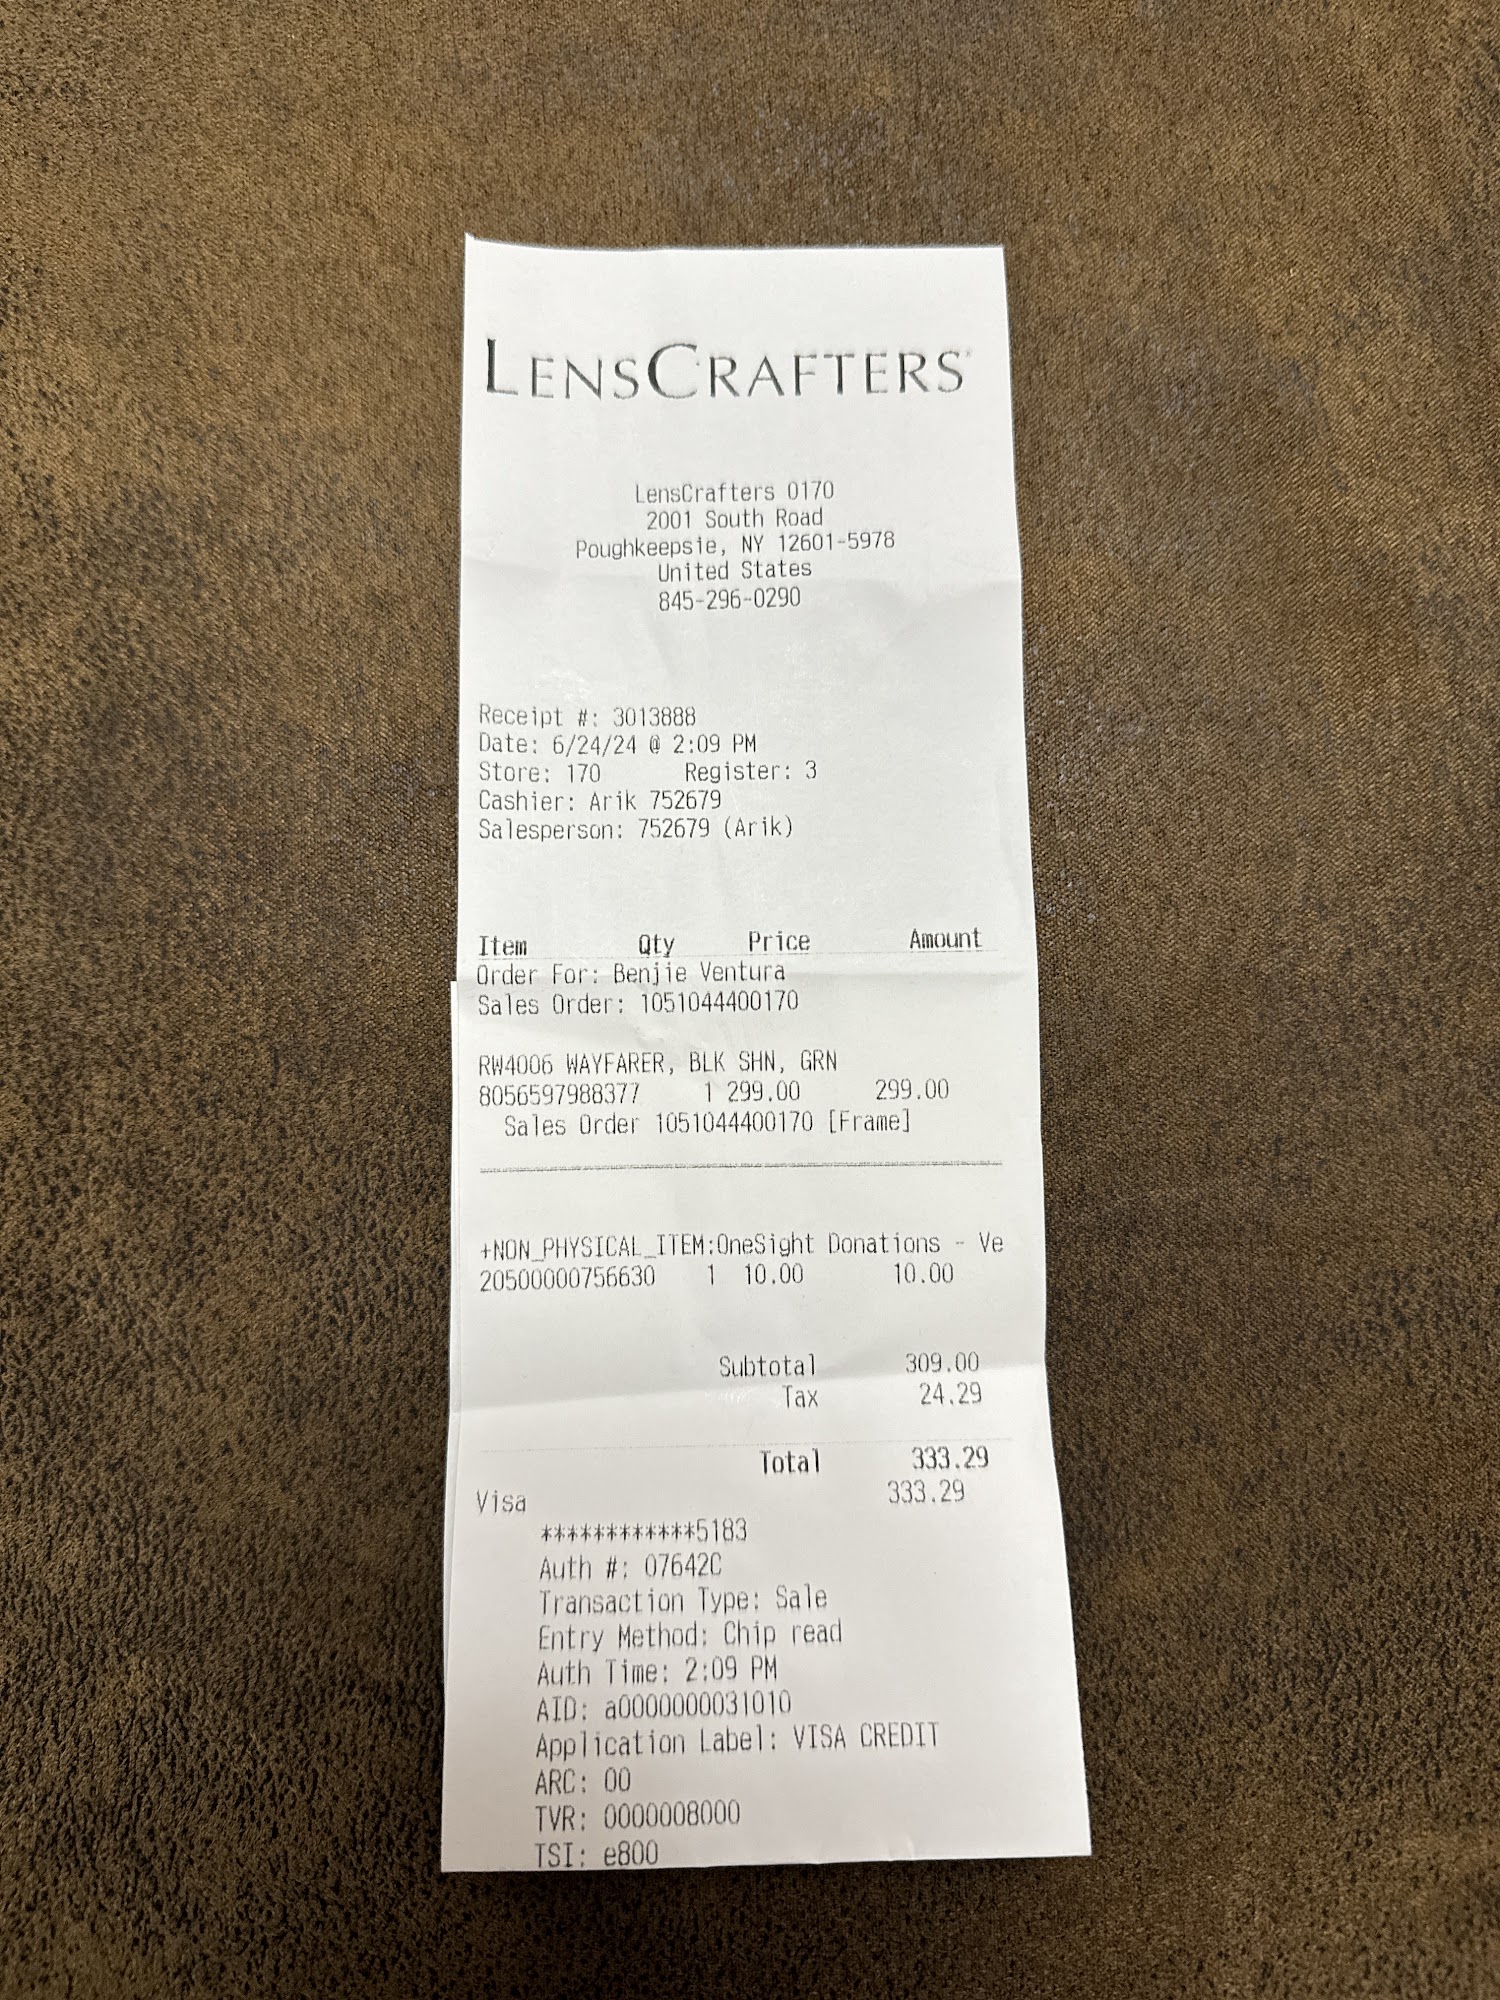 LENSCRAFTERS
LensCrafters 0170
2001 South Road
Poughkeepsie, NY 12601-5978
United States
845-296-0290
Receipt #: 3013888
Date: 6/24/24 @ 2:09 PM
Store: 170 Register: 3
Cashier: Arik 752679
Salesperson: 752679 (Arik)
Item Qty Price Amount
Order For: Benjie Ventura
Sales Order: 1051044400170
RW4006 WAYFARER, BLK SHN, GRN
8056597988377 1 299.00 299.00
Sales Order 1051044400170 [Frame]
+NON_PHYSICAL_ITEM:OneSight Donations - Ve
20500000756630 1 10.00 10.00
Subtotal 309.00
Tax 24.29
Total 333.29
Visa 333.29
************5183
Auth #: 07642C
Transaction Type: Sale
Entry Method: Chip read
Auth Time: 2:09 PM
AID: a0000000031010
Application Label: VISA CREDIT
ARC: 00
TVR: 0000008000
TSI: e800